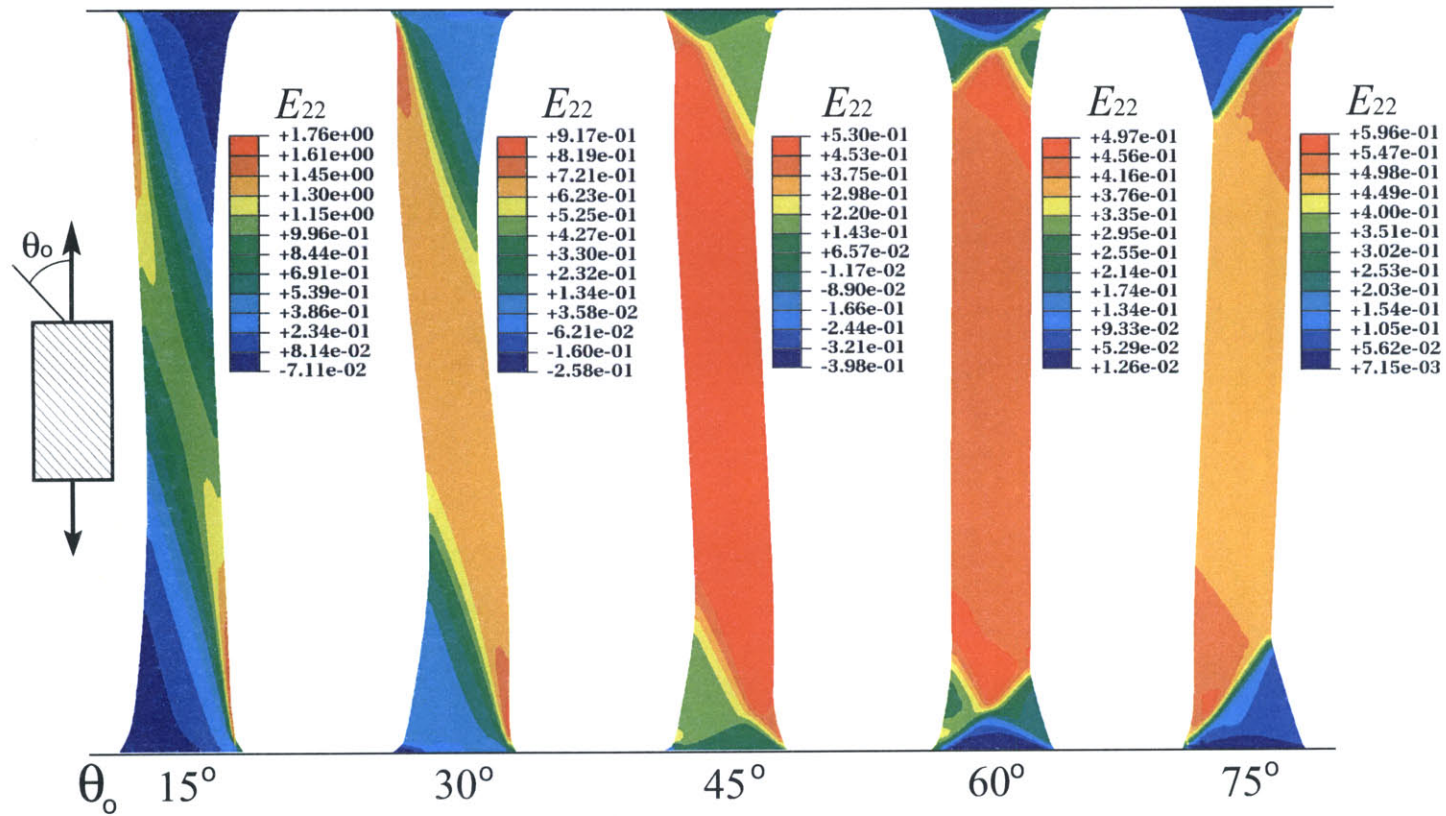 E22
+1.76e+00
+1.61e+00
+1.45e+00
+1.30e+00
+1.15e+00
+9.96e-01
+8.44e-01
+6.91e-01
+5.39e-01
+3.86e-01
+2.34e-01
+8.14e-02
-7.11e-02
E22
+9.17e-01
+8.19e-01
+7.21e-01
+6.23e-01
+5.25e-01
+4.27e-01
+3.30e-01
+2.32e-01
+1.34e-01
+3.58e-02
-6.21e-02
-1.60e-01
-2.58e-01
E22
+5.30e-01
+4.53e-01
+3.75e-01
+2.98e-01
+2.20e-01
+1.43e-01
+6.57e-02
-1.17e-02
-8.90e-02
-1.66e-01
-2.44e-01
-3.21e-01
-3.98e-01
E22
+4.97e-01
+4.56e-01
+4.16e-01
+3.76e-01
+3.35e-01
+2.95e-01
+2.55e-01
+2.14e-01
+1.74e-01
+1.34e-01
+9.33e-02
+5.29e-02
+1.26e-02
E22
+5.96e-01
+5.47e-01
+4.98e-01
+4.49e-01
+4.00e-01
+3.51e-01
+3.02e-01
+2.53e-01
+2.03e-01
+1.54e-01
+1.05e-01
+5.62e-02
+7.15e-03
θo
θo 15° 30° 45° 60° 75°